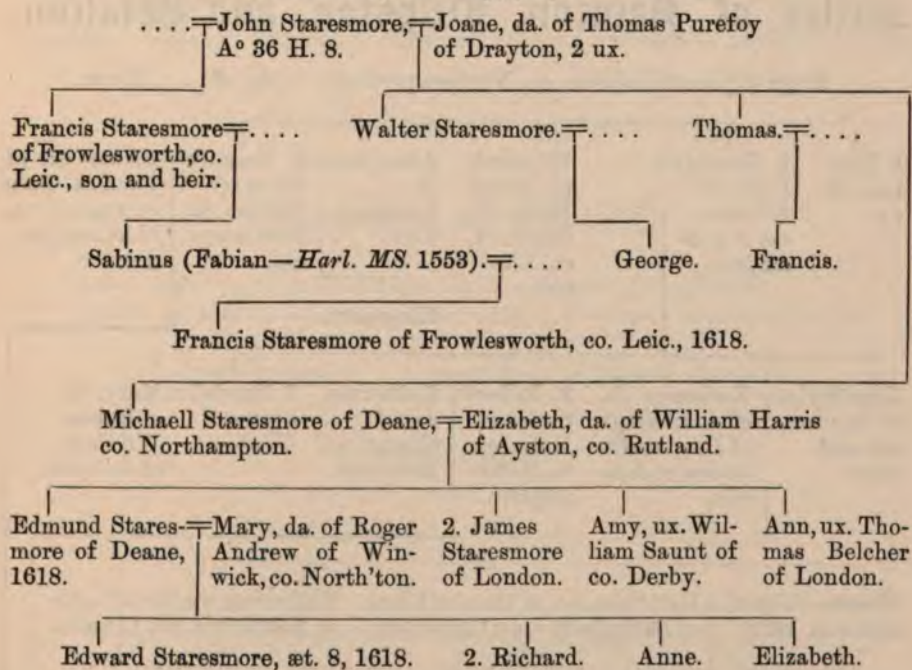 . . . . ╤ John Staresmore, ╤ Joane, da. of Thomas Purefoy
Aº 36 H. 8. of Drayton, 2 ux.
Francis Staresmore ╤ . . . . Walter Staresmore. ╤ . . . . Thomas. ╤ . . . .
of Frowlesworth, co.
Leic., son and heir.
Sabinus (Fabian—Harl. MS. 1553). ╤ . . . . George. Francis.
Francis Staresmore of Frowlesworth, co. Leic., 1618.
Michaell Staresmore of Deane, ╤ Elizabeth, da. of William Harris
co. Northampton. of Ayston, co. Rutland.
Edmund Stares- ╤ Mary, da. of Roger 2. James Amy, ux. Wil- Ann, ux. Tho-
more of Deane, Andrew of Win- Staresmore liam Saunt of mas Belcher
1618. wick, co. North'ton. of London. co. Derby. of London.
Edward Staresmore, æt. 8, 1618. 2. Richard. Anne. Elizabeth.